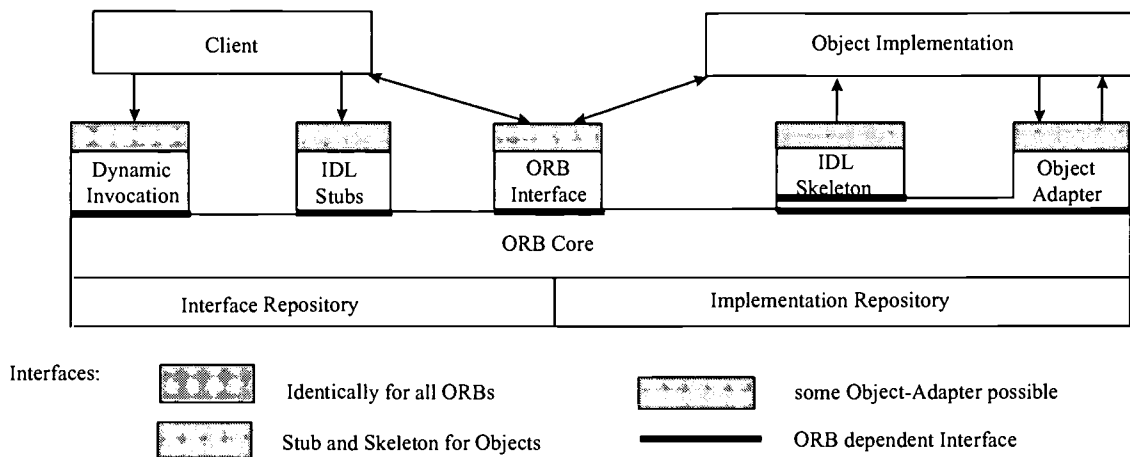 Client
Object Implementation
Dynamic
Invocation
IDL
Stubs
ORB
Interface
IDL
Skeleton
Object
Adapter
ORB Core
Interface Repository
Implementation Repository
Interfaces:
Identically for all ORBs
some Object-Adapter possible
Stub and Skeleton for Objects
ORB dependent Interface